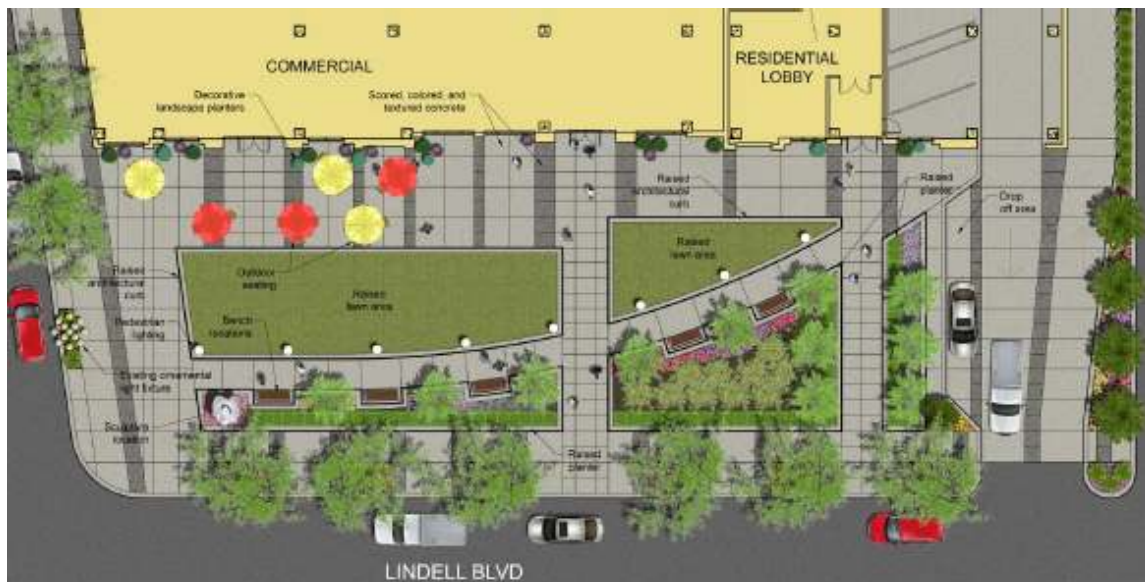 COMMERCIAL
RESIDENTIAL
LOBBY
Decorative
landscape planters
Scored, colored, and
textured concrete
Raised
architectural
curb
Raised
planter
Drop
off area
Raised
lawn area
Raised
architectural
curb
Outdoor
seating
Raised
lawn area
Pedestrian
lighting
Bench
locations
Existing ornamental
light fixture
Sculpture
location
Raised
planter
LINDELL BLVD